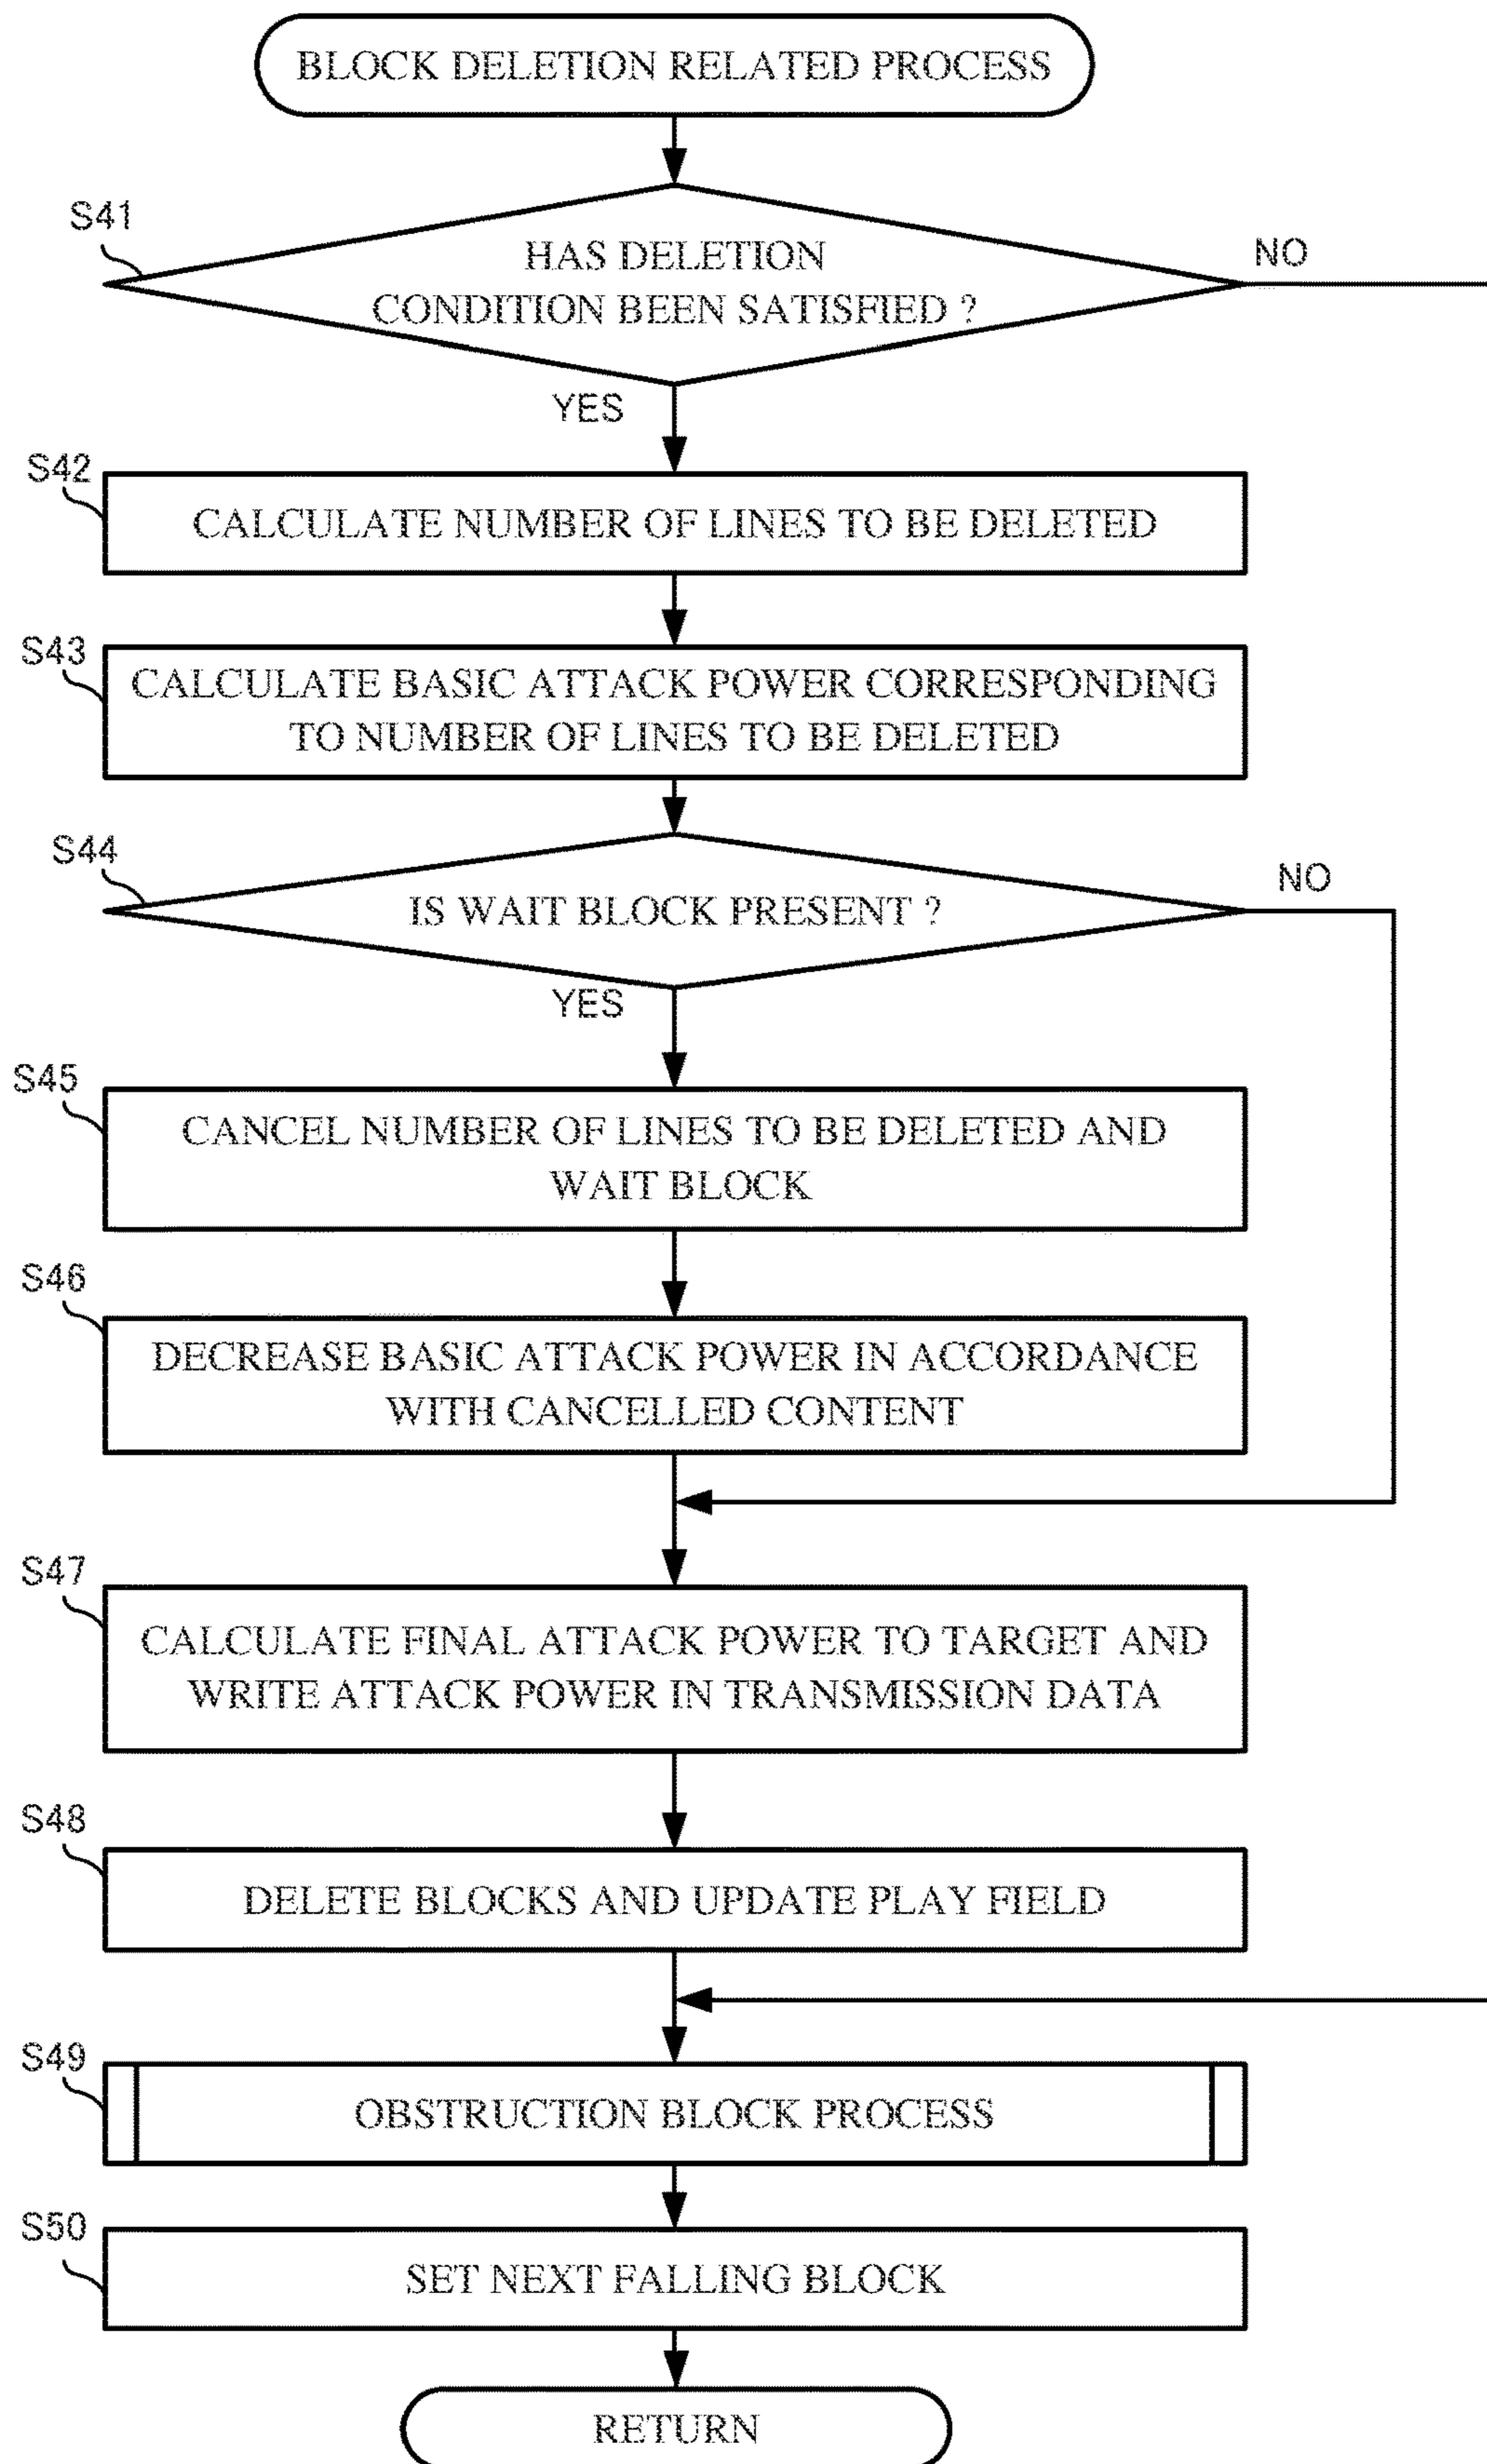 BLOCK DELETION RELATED PROCESS
S41
HAS DELETION
CONDITION BEEN SATISFIED ?
NO
YES
S42
CALCULATE NUMBER OF LINES TO BE DELETED
S43
CALCULATE BASIC ATTACK POWER CORRESPONDING
TO NUMBER OF LINES TO BE DELETED
S44
IS WAIT BLOCK PRESENT ?
NO
YES
S45
CANCEL NUMBER OF LINES TO BE DELETED AND
WAIT BLOCK
S46
DECREASE BASIC ATTACK POWER IN ACCORDANCE
WITH CANCELLED CONTENT
S47
CALCULATE FINAL ATTACK POWER TO TARGET AND
WRITE ATTACK POWER IN TRANSMISSION DATA
S48
DELETE BLOCKS AND UPDATE PLAY FIELD
S49
OBSTRUCTION BLOCK PROCESS
S50
SET NEXT FALLING BLOCK
RETURN